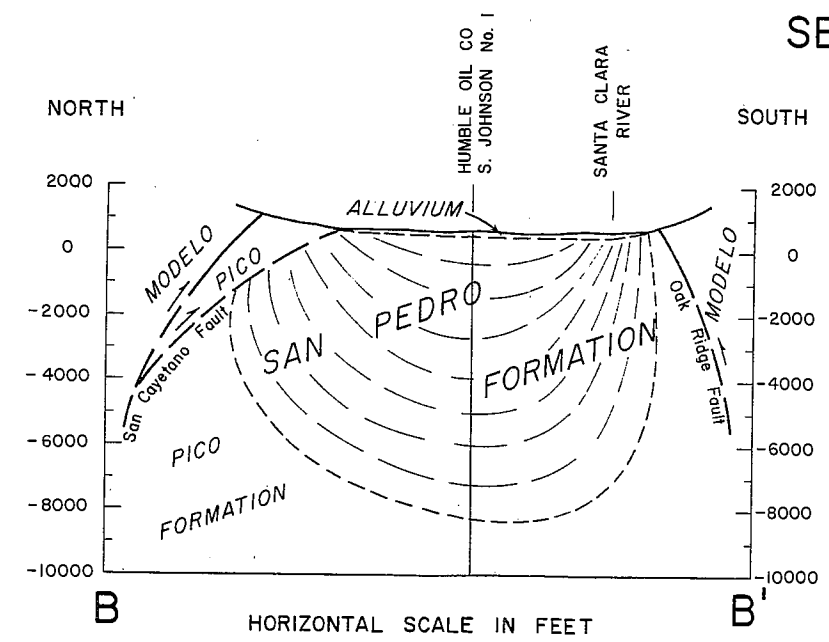 SE
NORTH
HUMBLE OIL CO
S. JOHNSON No. 1
SANTA CLARA
RIVER
SOUTH
2000
0
-2000
-4000
-6000
-8000
-10000
2000
0
-2000
-4000
-6000
-8000
-10000
ALLUVIUM
MODELO
PICO
San Cayetano Fault
SAN
PEDRO
FORMATION
MODELO
Oak Ridge Fault
PICO
FORMATION
B
B'
HORIZONTAL SCALE IN FEET